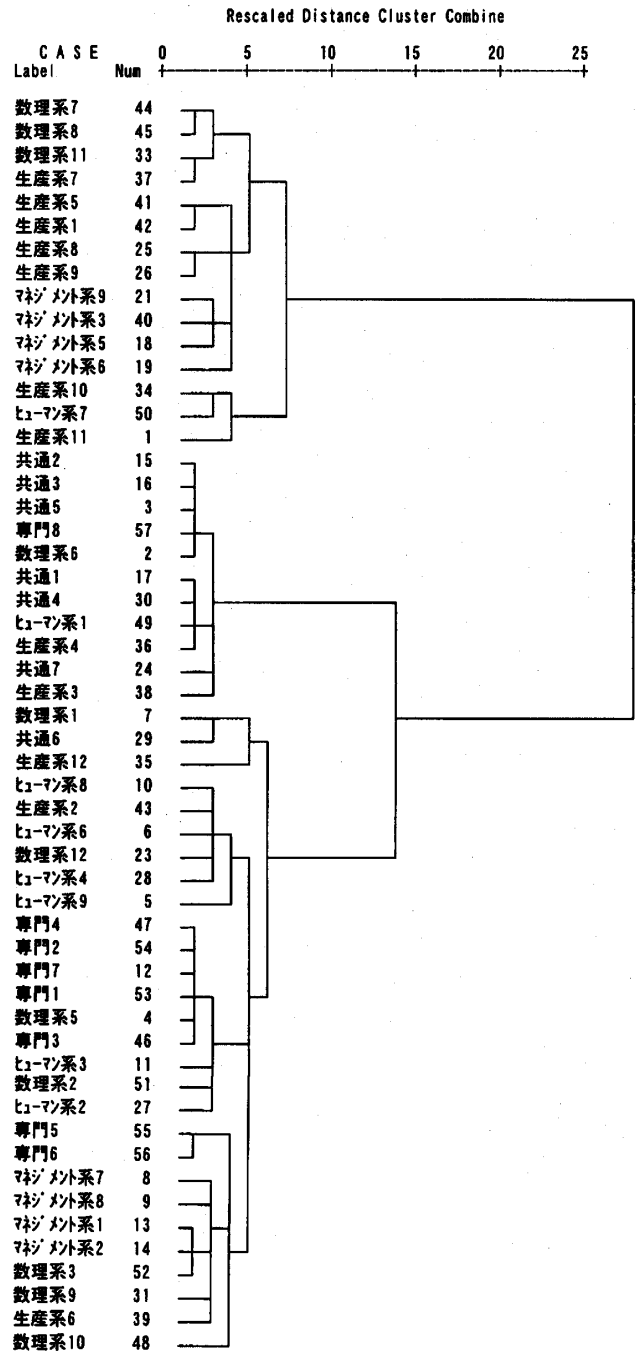 Rescaled Distance Cluster Combine
C A S E 0 5 10 15 20 25
Label Num
数理系7 44
数理系8 45
数理系11 33
生産系7 37
生産系5 41
生産系1 42
生産系8 25
生産系9 26
ﾏﾈｼﾞﾒﾝﾄ系9 21
ﾏﾈｼﾞﾒﾝﾄ系3 40
ﾏﾈｼﾞﾒﾝﾄ系5 18
ﾏﾈｼﾞﾒﾝﾄ系6 19
生産系10 34
ﾋｭｰﾏﾝ系7 50
生産系11 1
共通2 15
共通3 16
共通5 3
専門8 57
数理系6 2
共通1 17
共通4 30
ﾋｭｰﾏﾝ系1 49
生産系4 36
共通7 24
生産系3 38
数理系1 7
共通6 29
生産系12 35
ﾋｭｰﾏﾝ系8 10
生産系2 43
ﾋｭｰﾏﾝ系6 6
数理系12 23
ﾋｭｰﾏﾝ系4 28
ﾋｭｰﾏﾝ系9 5
専門4 47
専門2 54
専門7 12
専門1 53
数理系5 4
専門3 46
ﾋｭｰﾏﾝ系3 11
数理系2 51
ﾋｭｰﾏﾝ系2 27
専門5 55
専門6 56
ﾏﾈｼﾞﾒﾝﾄ系7 8
ﾏﾈｼﾞﾒﾝﾄ系8 9
ﾏﾈｼﾞﾒﾝﾄ系1 13
ﾏﾈｼﾞﾒﾝﾄ系2 14
数理系3 52
数理系9 31
生産系6 39
数理系10 48